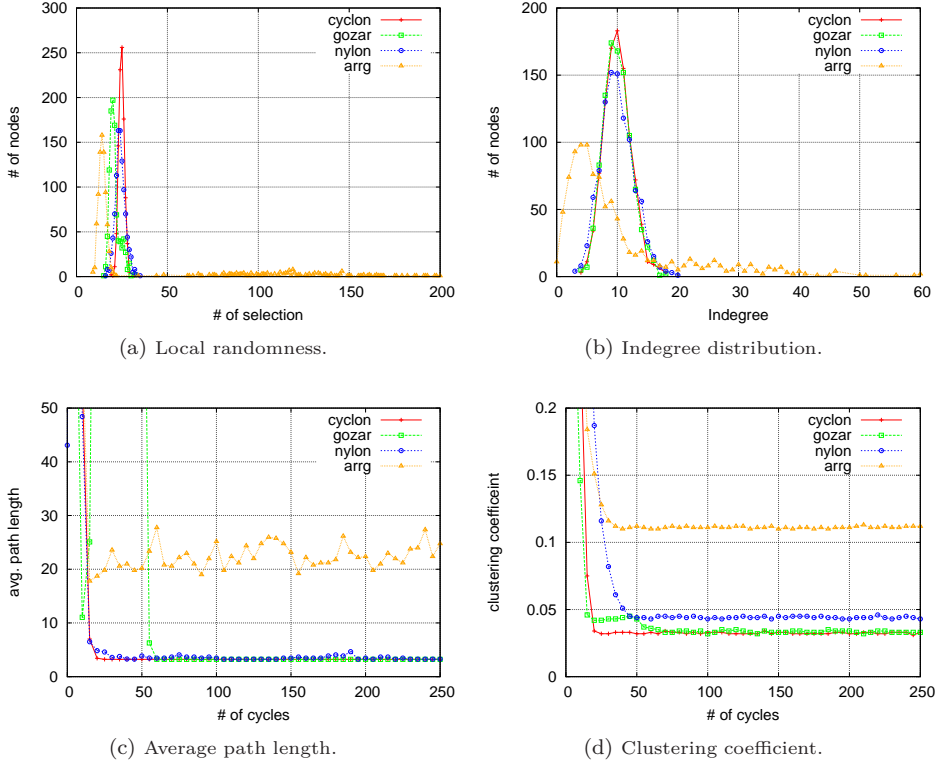 300
250
200
150
100
50
0
# of nodes
0 50 100 150 200
# of selection
cyclon
gozar
nylon
arrg
(a) Local randomness.
200
150
100
50
0
# of nodes
0 10 20 30 40 50 60
Indegree
cyclon
gozar
nylon
arrg
(b) Indegree distribution.
50
40
30
20
10
0
avg. path length
0 50 100 150 200 250
# of cycles
cyclon
gozar
nylon
arrg
(c) Average path length.
0.2
0.15
0.1
0.05
0
clustering coefficeint
0 50 100 150 200 250
# of cycles
cyclon
gozar
nylon
arrg
(d) Clustering coefficient.